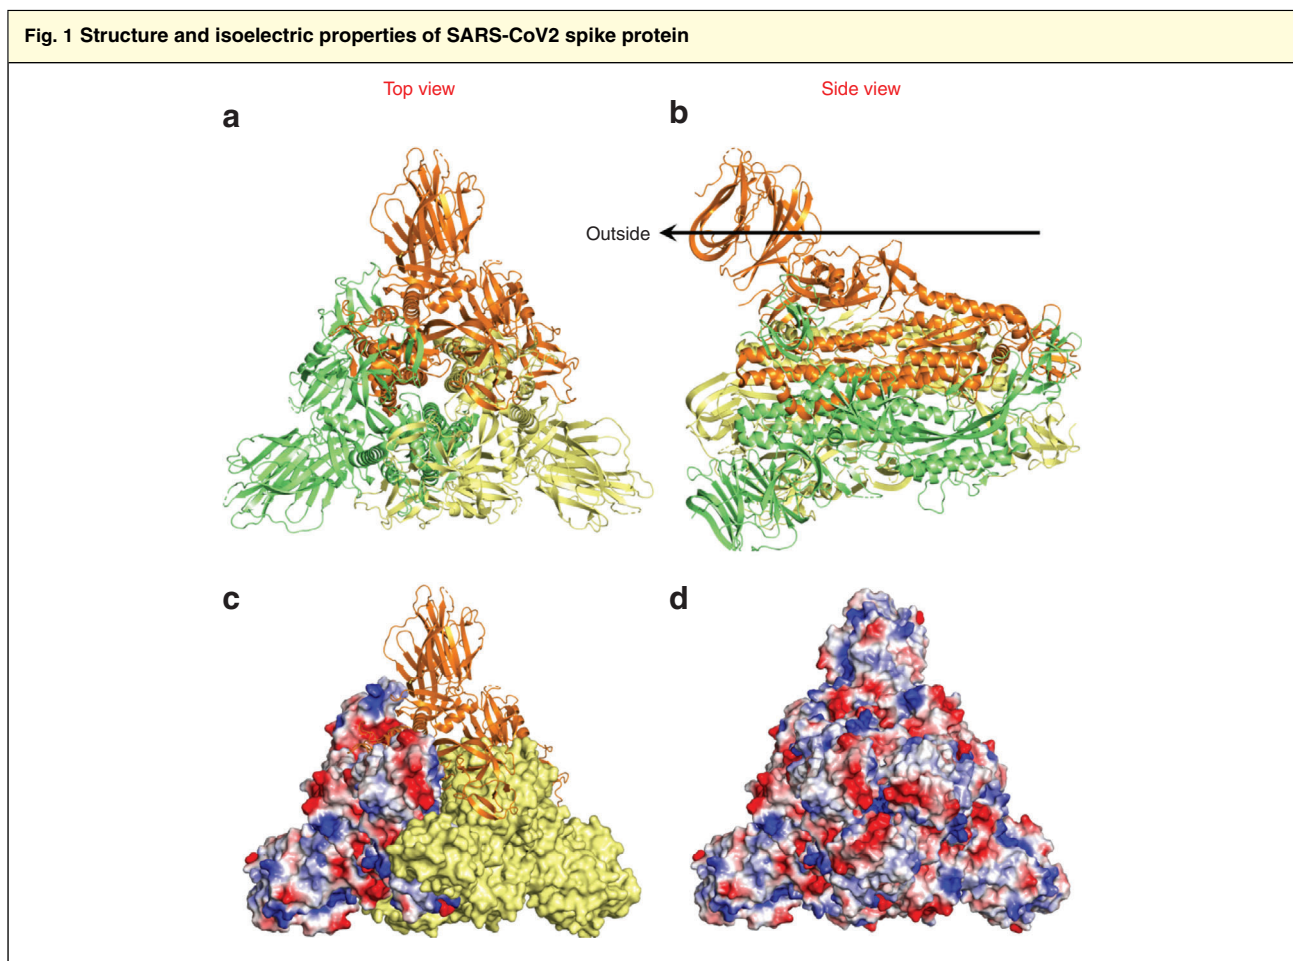 Fig. 1 Structure and isoelectric properties of SARS-CoV2 spike protein
Top view
Side view
a
b
Outside
c
d